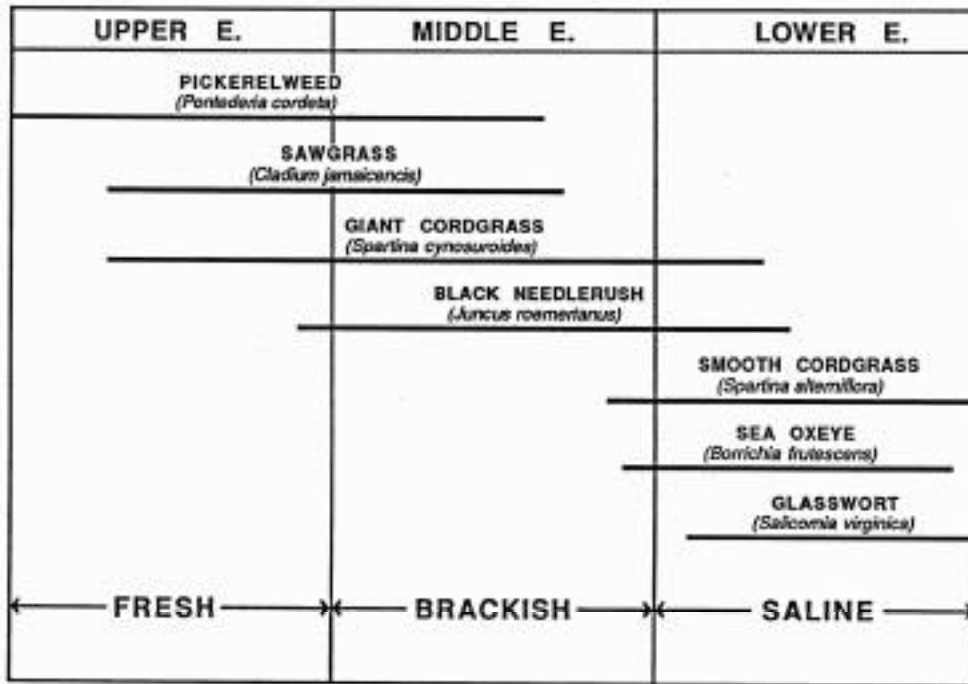 UPPER E. MIDDLE E. LOWER E.
PICKERELWEED
(Pontederia cordeta)
SAWGRASS
(Cladium jamaicencis)
GIANT CORDGRASS
(Spartina cynosuroides)
BLACK NEEDLERUSH
(Juncus roemerianus)
SMOOTH CORDGRASS
(Spartina alterniflora)
SEA OXEYE
(Borrichia frutescens)
GLASSWORT
(Salicornia virginica)
FRESH BRACKISH SALINE